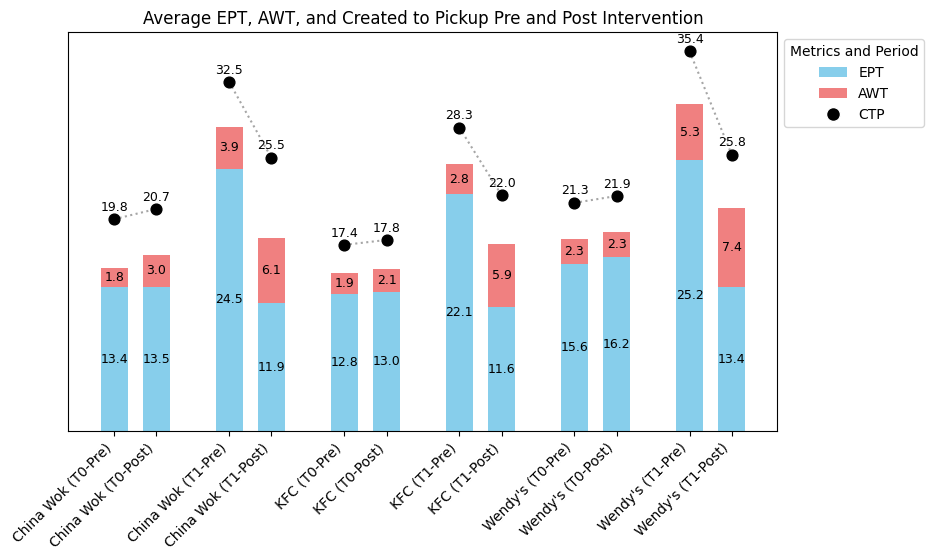 Average EPT, AWT, and Created to Pickup Pre and Post Intervention
Metrics and Period
EPT
AWT
CTP
19.8
20.7
1.8
3.0
13.4
13.5
32.5
25.5
3.9
6.1
24.5
11.9
17.4
17.8
1.9
2.1
12.8
13.0
28.3
22.0
2.8
5.9
22.1
11.6
21.3
21.9
2.3
2.3
15.6
16.2
35.4
25.8
5.3
7.4
25.2
13.4
China Wok (T0-Pre)
China Wok (T0-Post)
China Wok (T1-Pre)
China Wok (T1-Post)
KFC (T0-Pre)
KFC (T0-Post)
KFC (T1-Pre)
KFC (T1-Post)
Wendy's (T0-Pre)
Wendy's (T0-Post)
Wendy's (T1-Pre)
Wendy's (T1-Post)